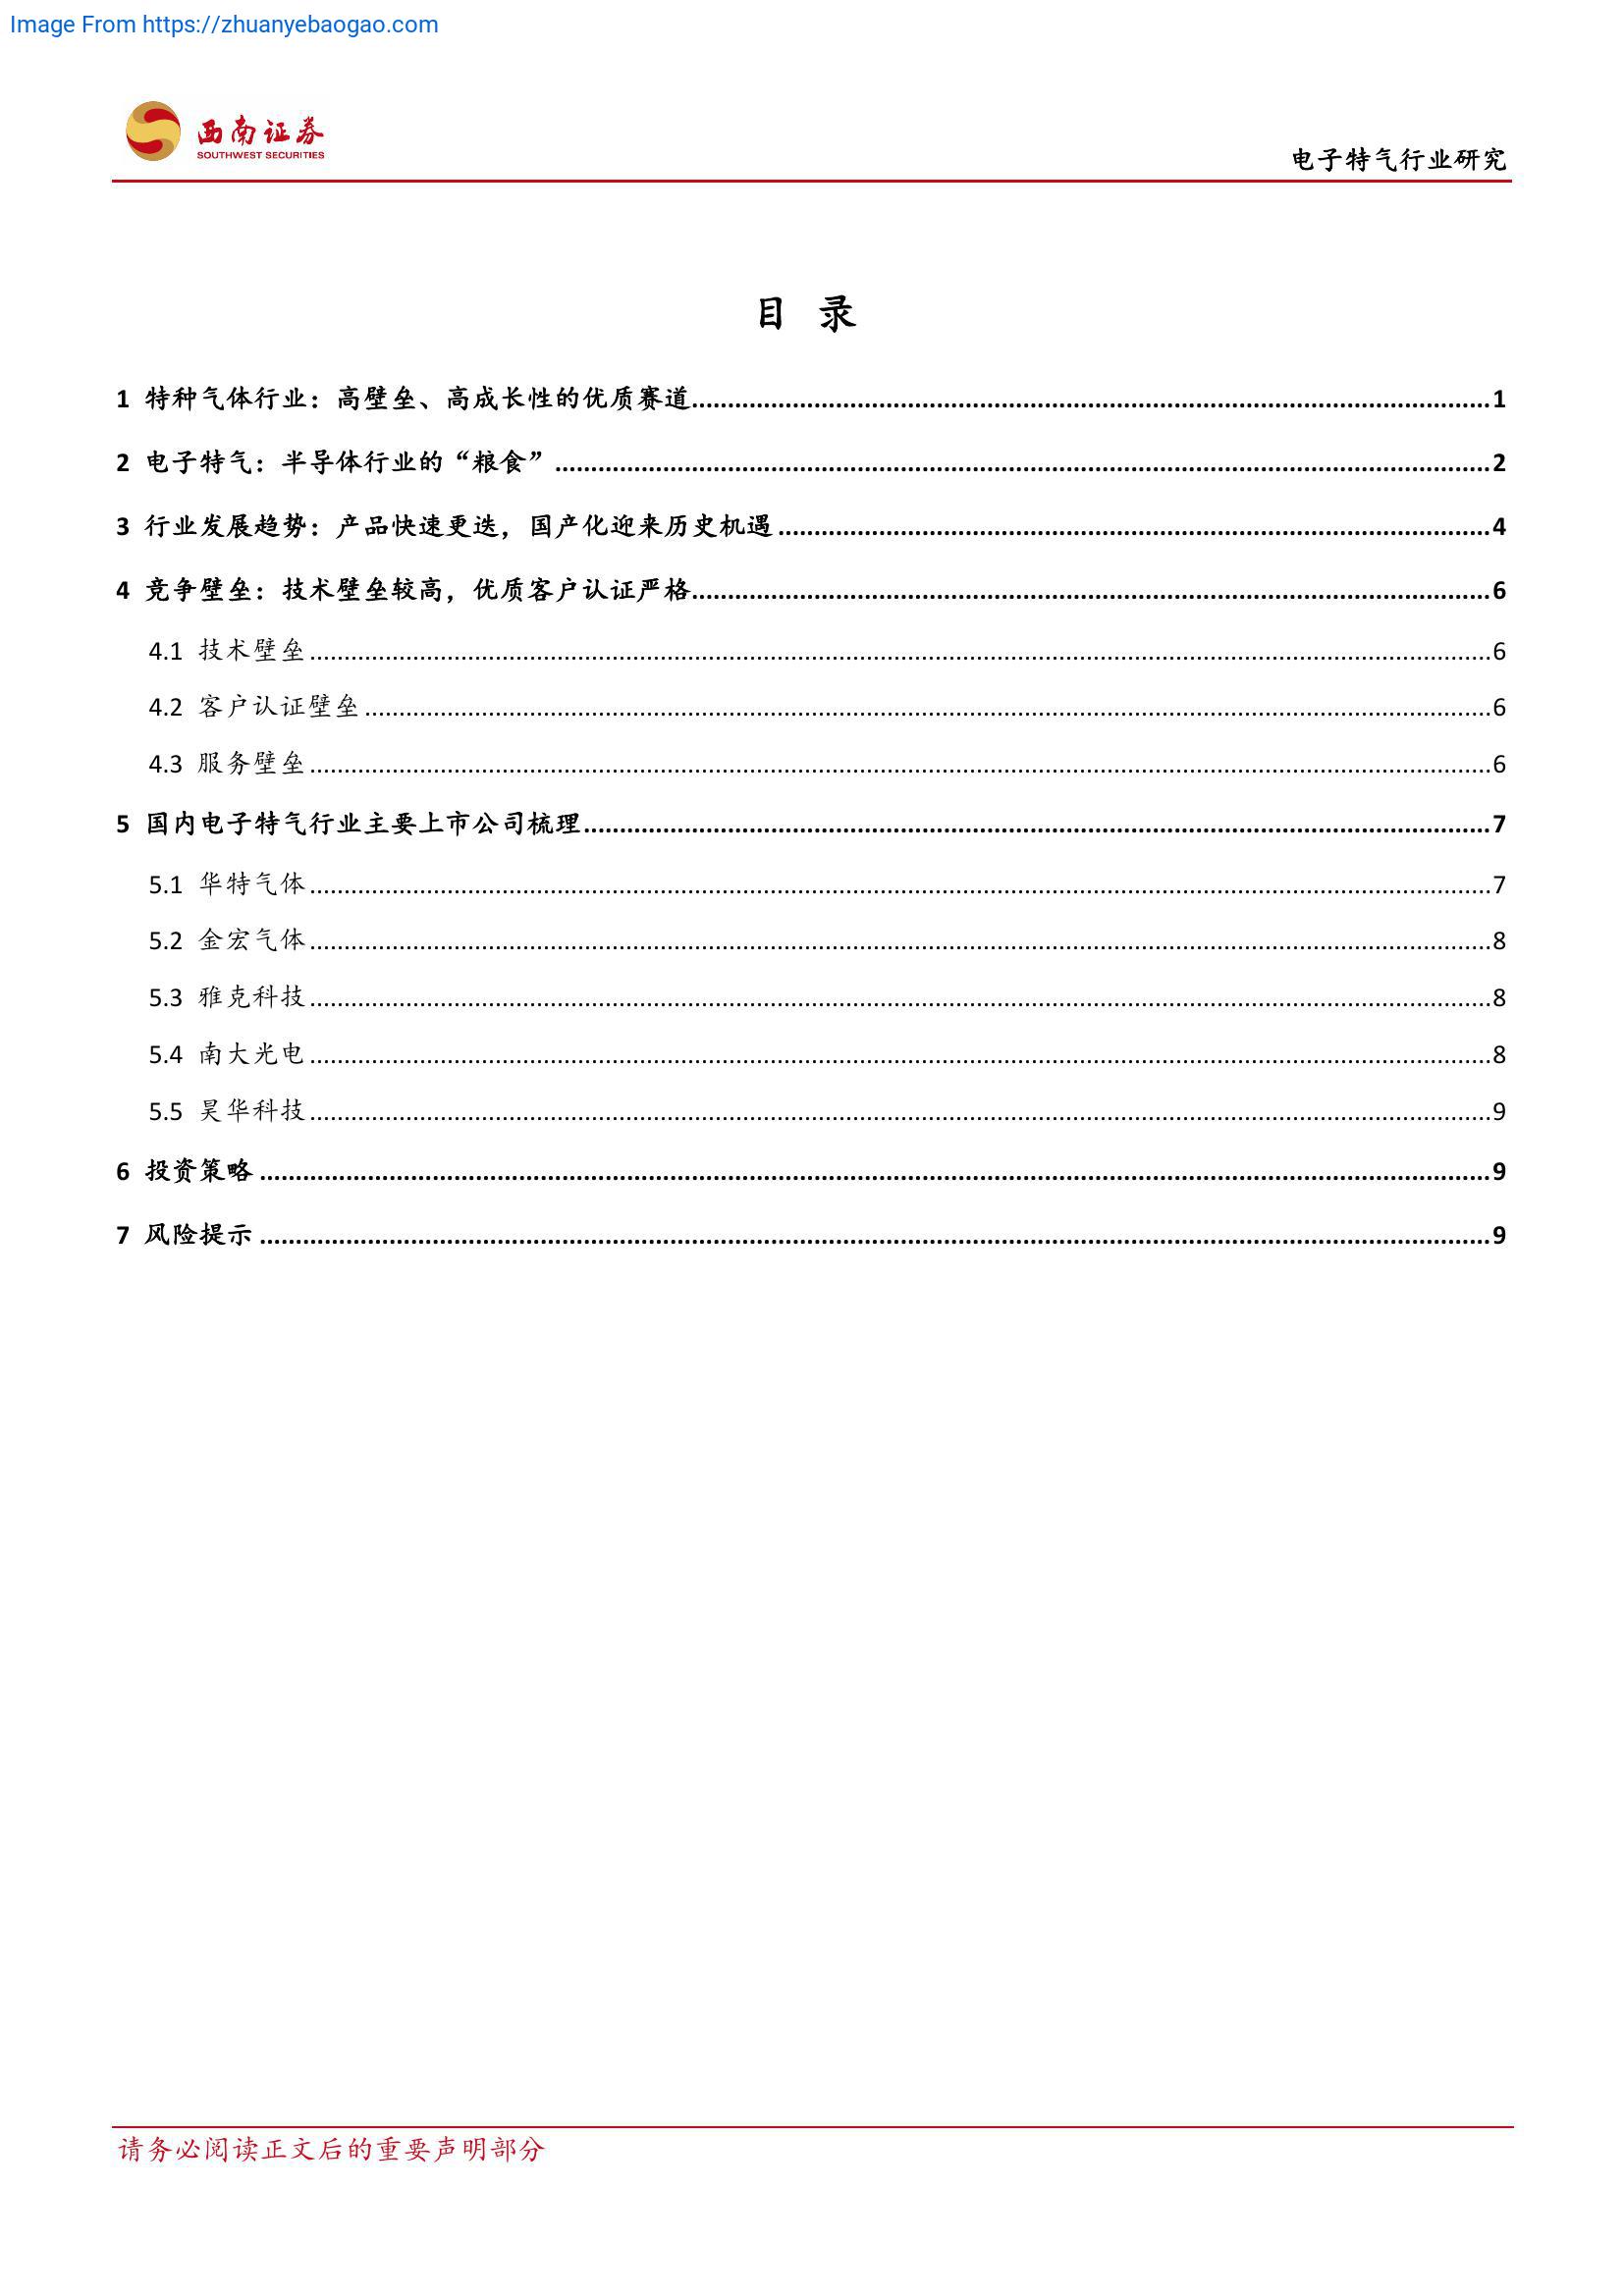 Image From https://zhuanyebaogao.com
西南证券
SOUTHWEST SECURITIES
电子特气行业研究
目 录
1 特种气体行业：高壁垒、高成长性的优质赛道........................1
2 电子特气：半导体行业的“粮食”........................2
3 行业发展趋势：产品快速更迭，国产化迎来历史机遇........................4
4 竞争壁垒：技术壁垒较高，优质客户认证严格........................6
4.1 技术壁垒........................6
4.2 客户认证壁垒........................6
4.3 服务壁垒........................6
5 国内电子特气行业主要上市公司梳理........................7
5.1 华特气体........................7
5.2 金宏气体........................8
5.3 雅克科技........................8
5.4 南大光电........................8
5.5 昊华科技........................9
6 投资策略........................9
7 风险提示........................9
请务必阅读正文后的重要声明部分